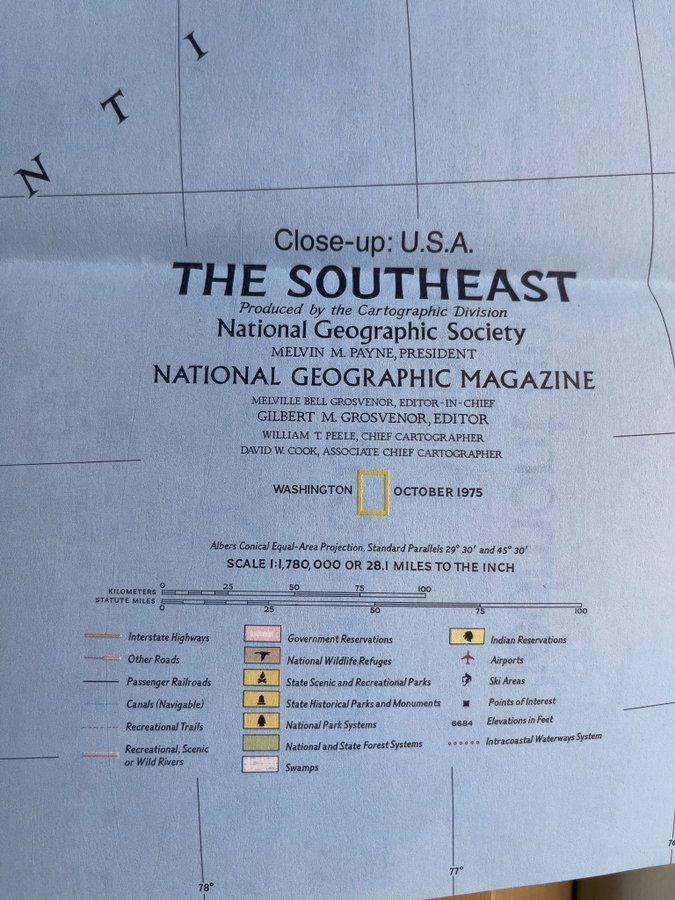 N T I
Close-up: U.S.A.
THE SOUTHEAST
Produced by the Cartographic Division
National Geographic Society
MELVIN M. PAYNE, PRESIDENT
NATIONAL GEOGRAPHIC MAGAZINE
MELVILLE BELL GROSVENOR, EDITOR-IN-CHIEF
GILBERT M. GROSVENOR, EDITOR
WILLIAM T. PEELE, CHIEF CARTOGRAPHER
DAVID W. COOK, ASSOCIATE CHIEF CARTOGRAPHER
WASHINGTON OCTOBER 1975
Albers Conical Equal-Area Projection, Standard Parallels 29° 30' and 45° 30'
SCALE 1:1,780,000 OR 28.1 MILES TO THE INCH
KILOMETERS 0 25 50 75 100
STATUTE MILES 0 25 50 75 100
Interstate Highways
Other Roads
Passenger Railroads
Canals (Navigable)
Recreational Trails
Recreational, Scenic
or Wild Rivers
Government Reservations
National Wildlife Refuges
State Scenic and Recreational Parks
State Historical Parks and Monuments
National Park Systems
National and State Forest Systems
Swamps
Indian Reservations
Airports
Ski Areas
Points of Interest
6684 Elevations in Feet
Intracoastal Waterways System
78° 77° 76